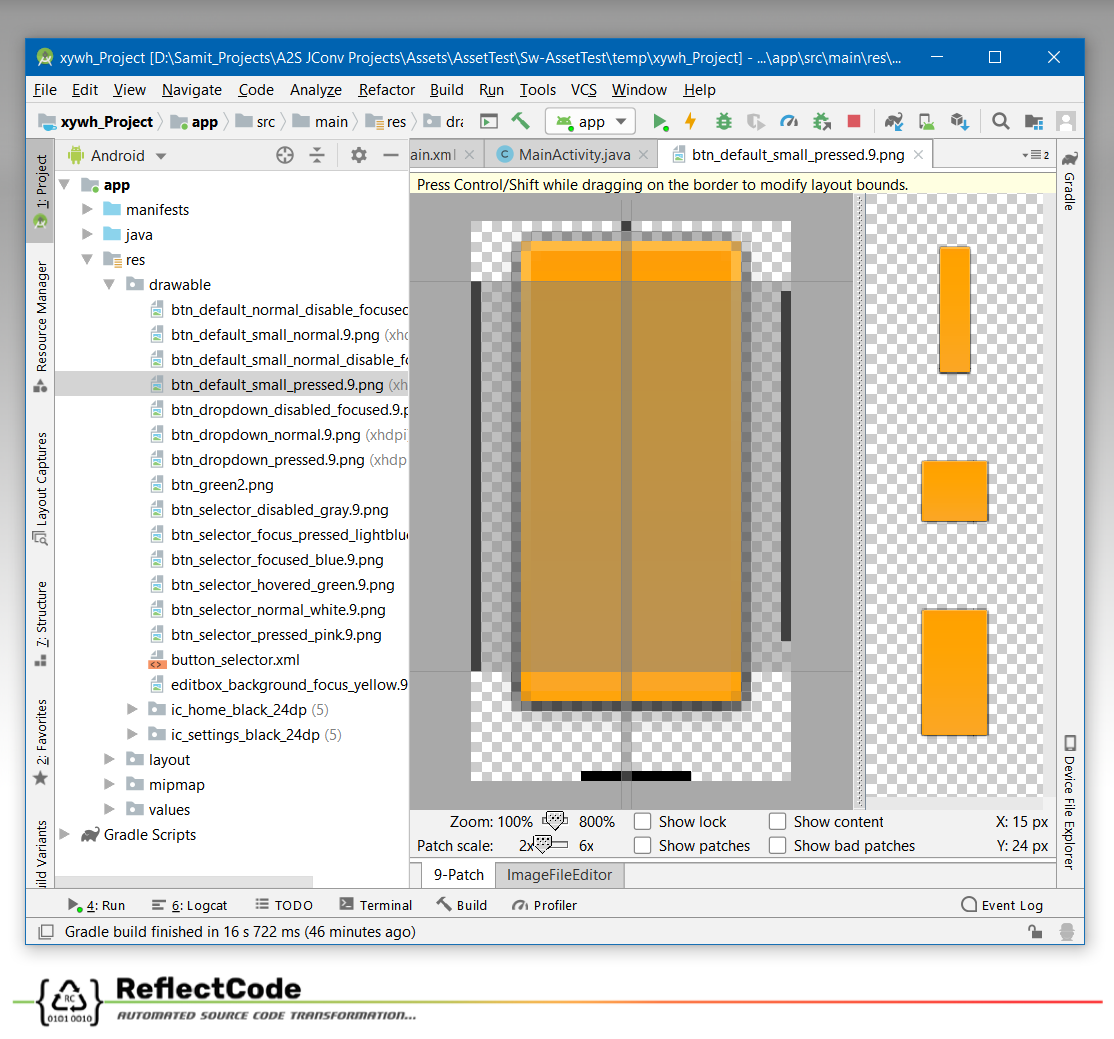 xywh_Project [D:\Samit_Projects\A2S JConv Projects\Assets\AssetTest\Sw-AssetTest\temp\xywh_Project] - ...\app\src\main\res\...
File Edit View Navigate Code Analyze Refactor Build Run Tools VCS Window Help
xywh_Project app src main res dra app
1: Project
Resource Manager
Layout Captures
7: Structure
2: Favorites
ild Variants
Android
app
manifests
java
res
drawable
btn_default_normal_disable_focused
btn_default_small_normal.9.png (xhd
btn_default_small_normal_disable_fo
btn_default_small_pressed.9.png (xh
btn_dropdown_disabled_focused.9.p
btn_dropdown_normal.9.png (xhdpi
btn_dropdown_pressed.9.png (xhdp
btn_green2.png
btn_selector_disabled_gray.9.png
btn_selector_focus_pressed_lightblue
btn_selector_focused_blue.9.png
btn_selector_hovered_green.9.png
btn_selector_normal_white.9.png
btn_selector_pressed_pink.9.png
button_selector.xml
editbox_background_focus_yellow.9
ic_home_black_24dp (5)
ic_settings_black_24dp (5)
layout
mipmap
values
Gradle Scripts
ain.xml MainActivity.java btn_default_small_pressed.9.png 2
Press Control/Shift while dragging on the border to modify layout bounds.
Zoom: 100% 800% Show lock Show content X: 15 px
Patch scale: 2x 6x Show patches Show bad patches Y: 24 px
9-Patch ImageFileEditor
Gradle
Device File Explorer
4: Run 6: Logcat TODO Terminal Build Profiler Event Log
Gradle build finished in 16 s 722 ms (46 minutes ago)
RC
0101 0010
ReflectCode
AUTOMATED SOURCE CODE TRANSFORMATION...